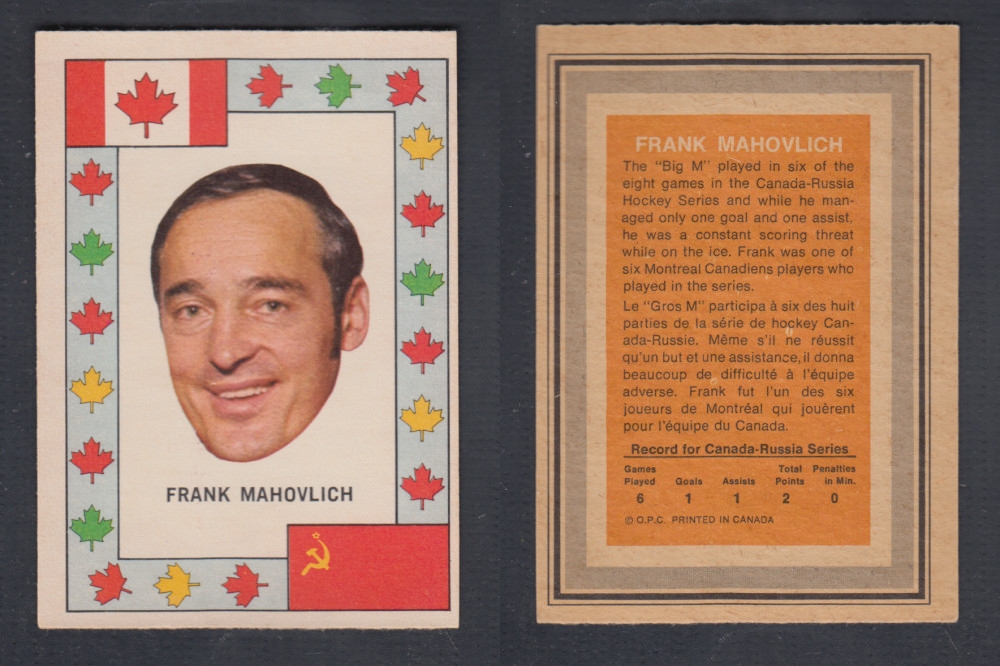 FRANK MAHOVLICH
FRANK MAHOVLICH
The "Big M" played in six of the
eight games in the Canada-Russia
Hockey Series and while he man-
aged only one goal and one assist,
he was a constant scoring threat
while on the ice. Frank was one of
six Montreal Canadiens players who
played in the series.
Le "Gros M" participa à six des huit
parties de la série de hockey Can-
ada-Russie. Même s'il ne réussit
qu'un but et une assistance, il donna
beaucoup de difficulté à l'équipe
adverse. Frank fut l'un des six
joueurs de Montréal qui jouèrent
pour l'équipe du Canada.
Record for Canada-Russia Series
Games Total Penalties
Played Goals Assists Points in Min.
6 1 1 2 0
© O.P.C. PRINTED IN CANADA